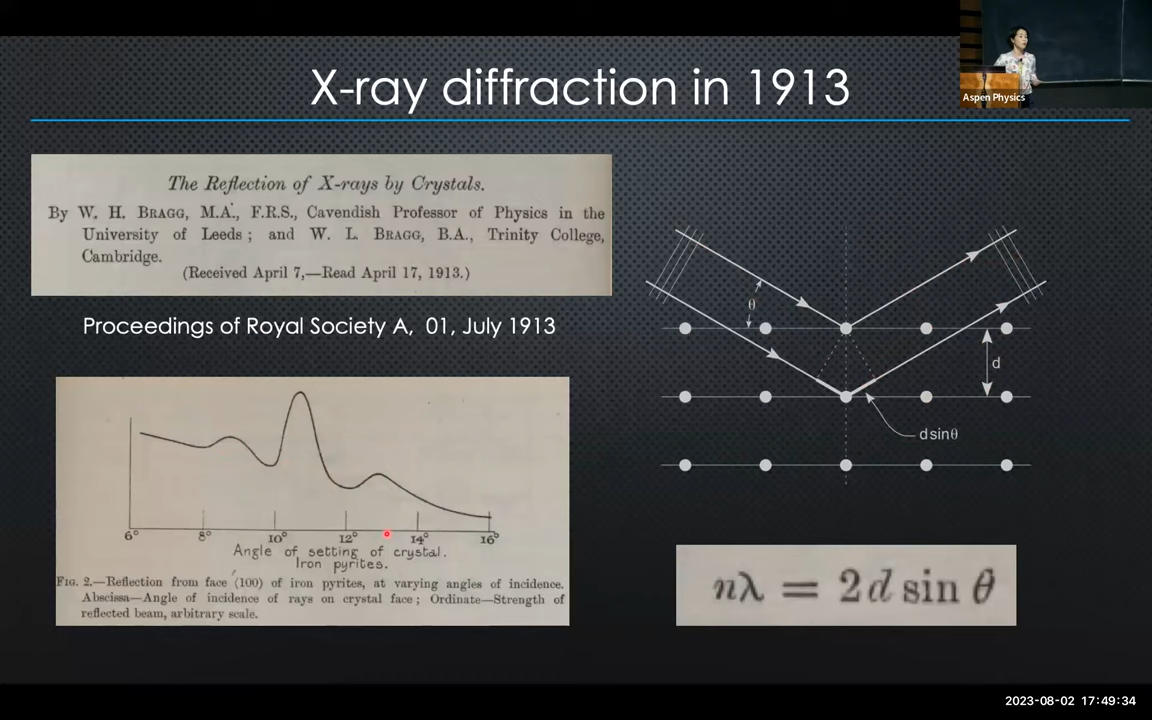 X-ray diffraction in 1913
Aspen Physics
The Reflection of X-rays by Crystals.
By W. H. BRAGG, M.A., F.R.S., Cavendish Professor of Physics in the
University of Leeds; and W. L. BRAGG, B.A., Trinity College,
Cambridge.
(Received April 7,—Read April 17, 1913.)
Proceedings of Royal Society A, 01, July 1913
θ
d
dsinθ
6° 8° 10° 12° 14° 16°
Angle of setting of crystal.
Iron pyrites.
FIG. 2.—Reflection from face (100) of iron pyrites, at varying angles of incidence.
Abscissa—Angle of incidence of rays on crystal face; Ordinate—Strength of
reflected beam, arbitrary scale.
nλ = 2d sin θ
2023-08-02 17:49:34